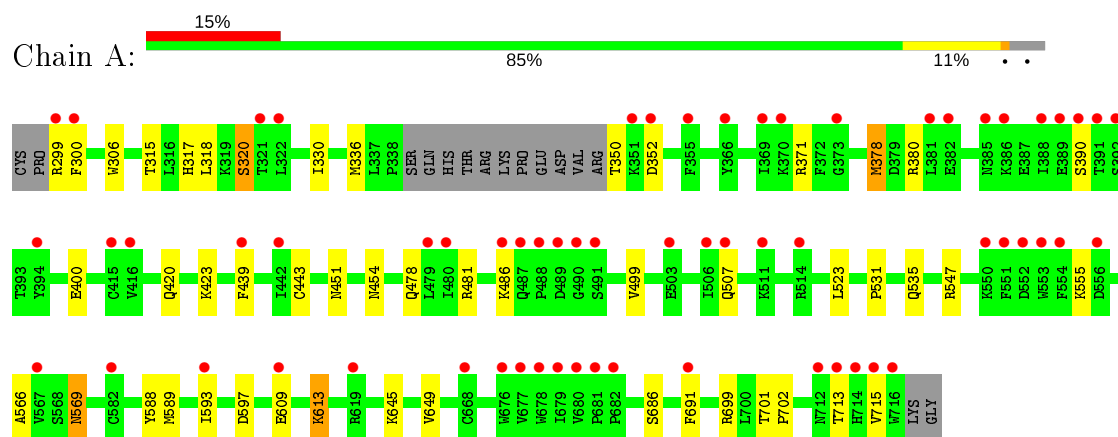 15%
Chain A:
85% 11% • •
CYS PRO R299 F300 W306 T315 L316 H317 L318 K319 S320 T321 L322 I330 M336 L337 P338 SER GLN HIS THR ARG LYS PRO GLU ASP VAL ARG T350 K351 D352 F355 Y366 I369 K370 R371 F372 G373 M378 D379 R380 L381 E382 N385 K386 E387 I388 E389 S390 T391 S392
T393 Y394 E400 C415 V416 Q420 K423 F439 I442 C443 N451 N454 Q478 L479 I480 R481 K486 Q487 P488 D489 G490 S491 V499 E503 I506 Q507 K511 R514 L523 P531 Q535 R547 K550 F551 D552 W553 F554 K555 D556
A566 V567 S568 N569 C582 Y588 M589 I593 D597 E609 K613 R619 K645 V649 C668 W676 V677 W678 I679 V680 P681 P682 S686 F691 R699 L700 T701 P702 N712 T713 H714 V715 W716 LYS GLY